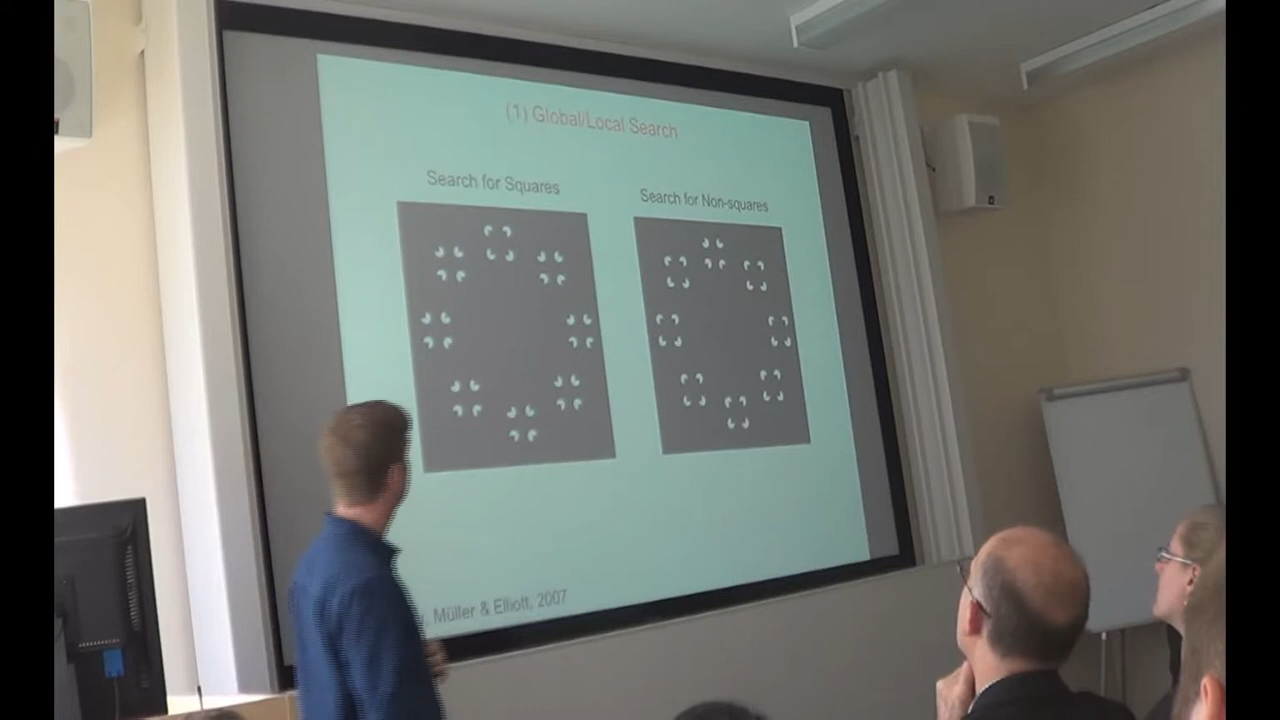 (1) Global/Local Search
Search for Squares
Search for Non-squares
Müller & Elliott, 2007